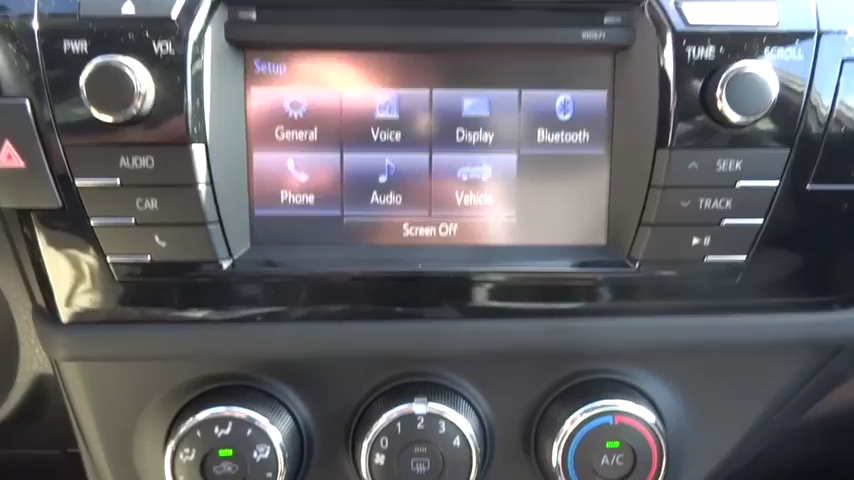 PWR VOL
TUNE SCROLL
Setup
General Voice Display Bluetooth
Phone Audio Vehicle
Screen Off
AUDIO
CAR
SEEK
TRACK
0 1 2 3 4
A/C